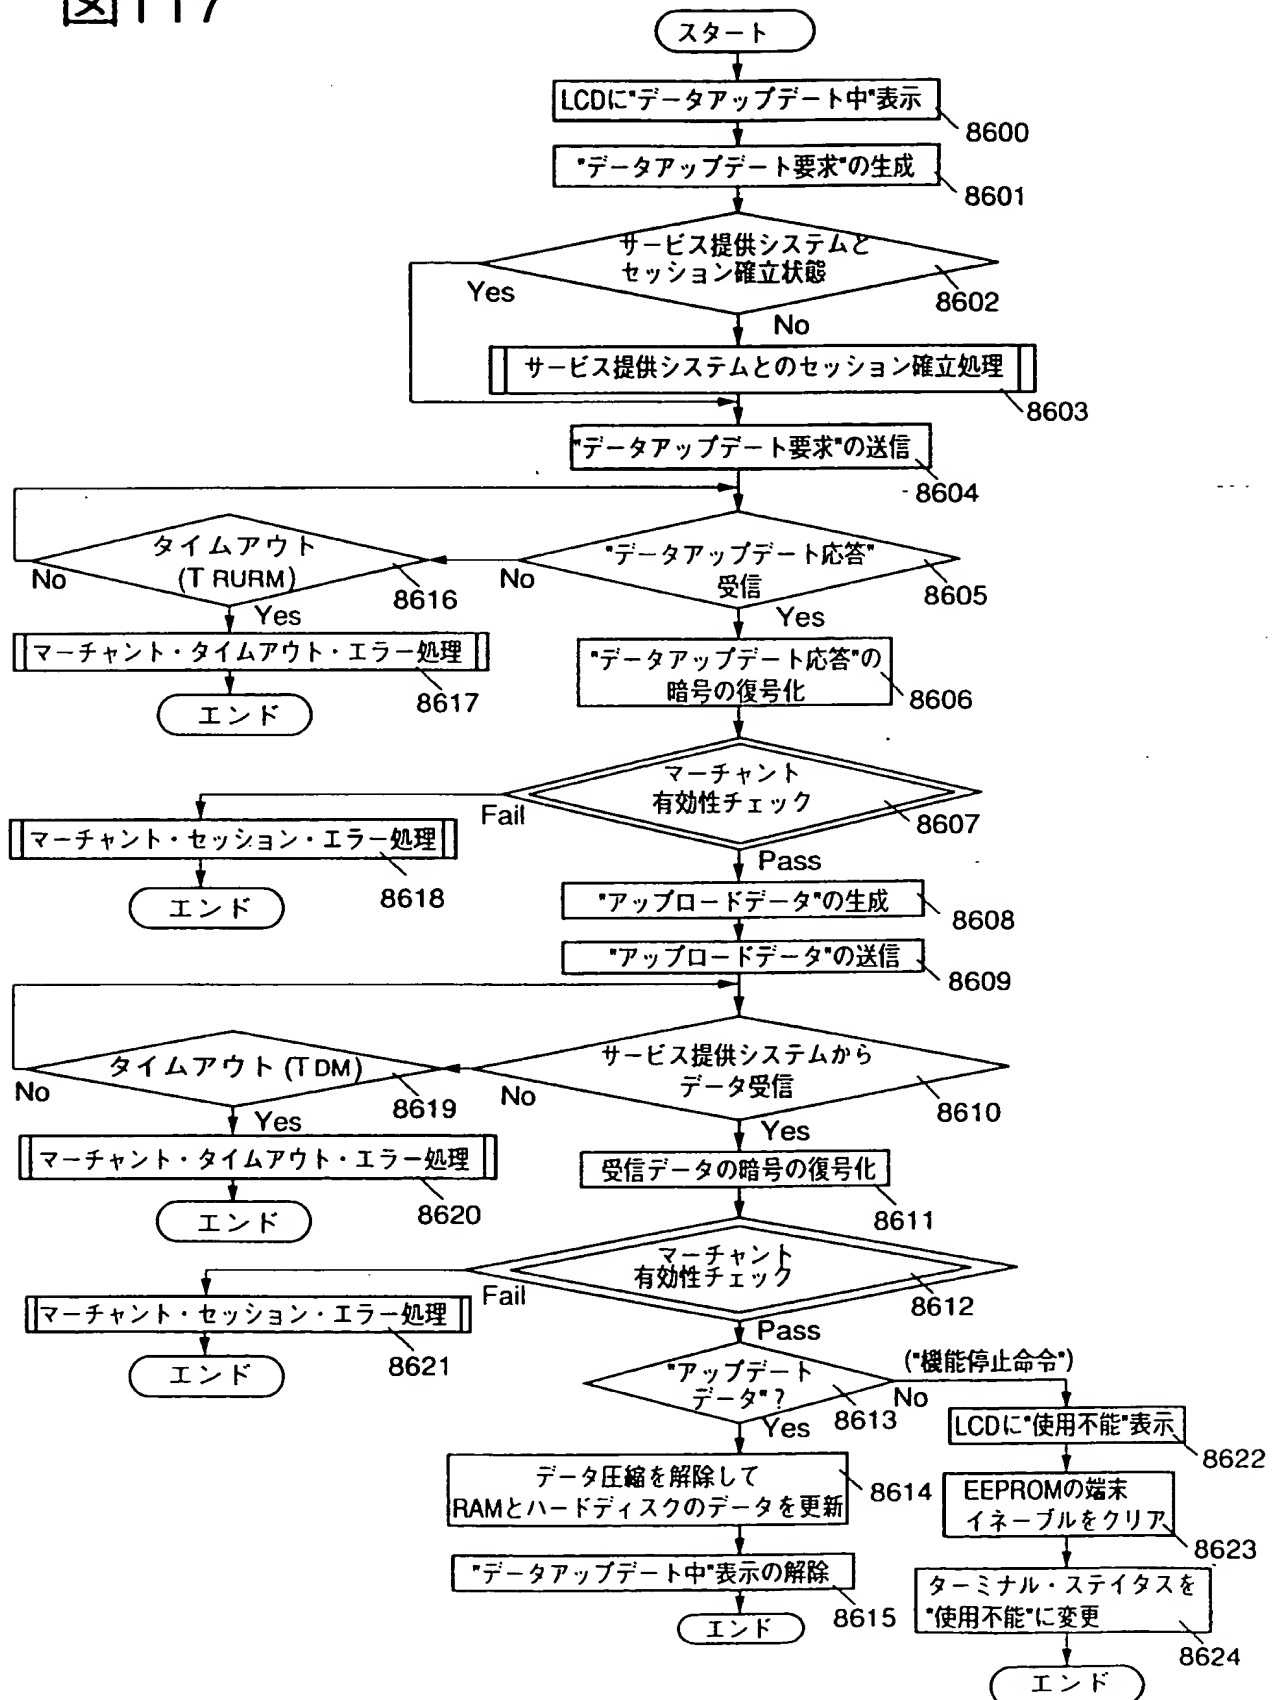 図117
スタート
LCDに"データアップデート中"表示
8600
"データアップデート要求"の生成
8601
サービス提供システムと
セッション確立状態
8602
Yes
No
サービス提供システムとのセッション確立処理
8603
"データアップデート要求"の送信
8604
"データアップデート応答"
受信
8605
No
Yes
タイムアウト
(T RURM)
8616
No
Yes
マーチャント・タイムアウト・エラー処理
8617
エンド
"データアップデート応答"の
暗号の復号化
8606
マーチャント
有効性チェック
8607
Fail
Pass
マーチャント・セッション・エラー処理
8618
エンド
"アップロードデータ"の生成
8608
"アップロードデータ"の送信
8609
サービス提供システムから
データ受信
8610
No
Yes
タイムアウト (T DM)
8619
No
Yes
マーチャント・タイムアウト・エラー処理
8620
エンド
受信データの暗号の復号化
8611
マーチャント
有効性チェック
8612
Fail
Pass
マーチャント・セッション・エラー処理
8621
エンド
"アップデート
データ"?
8613
("機能停止命令")
No
Yes
LCDに"使用不能"表示
8622
データ圧縮を解除して
RAMとハードディスクのデータを更新
8614
EEPROMの端末
イネーブルをクリア
8623
"データアップデート中"表示の解除
8615
エンド
ターミナル・ステイタスを
"使用不能"に変更
8624
エンド